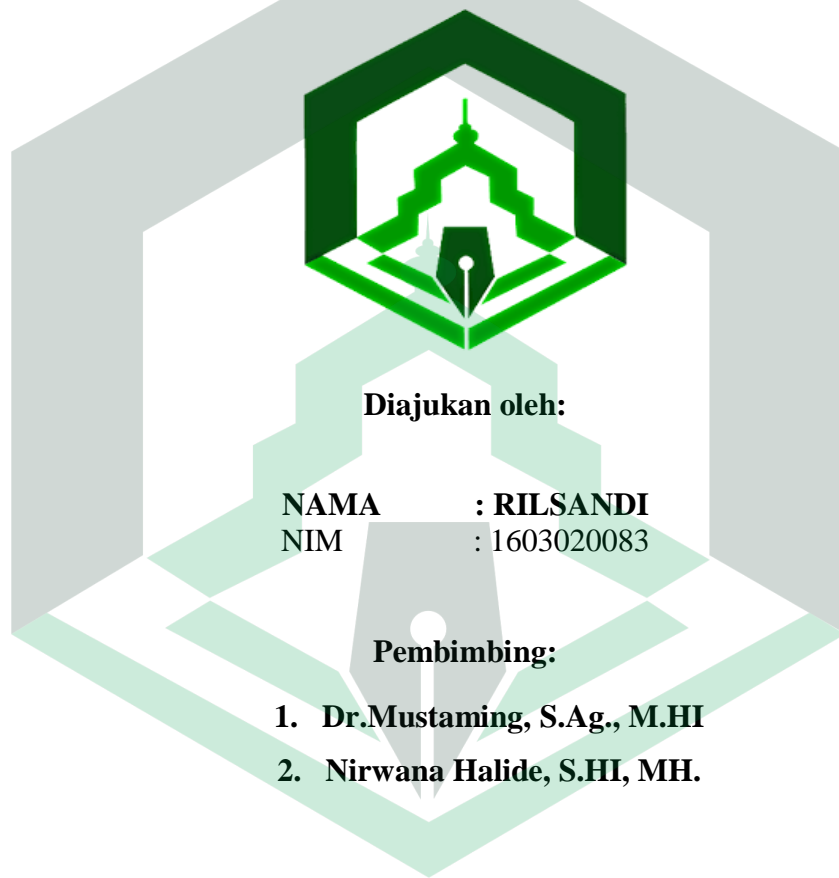 Diajukan oleh:
NAMA : RILSANDI
NIM : 1603020083
Pembimbing:
1. Dr.Mustaming, S.Ag., M.HI
2. Nirwana Halide, S.HI, MH.